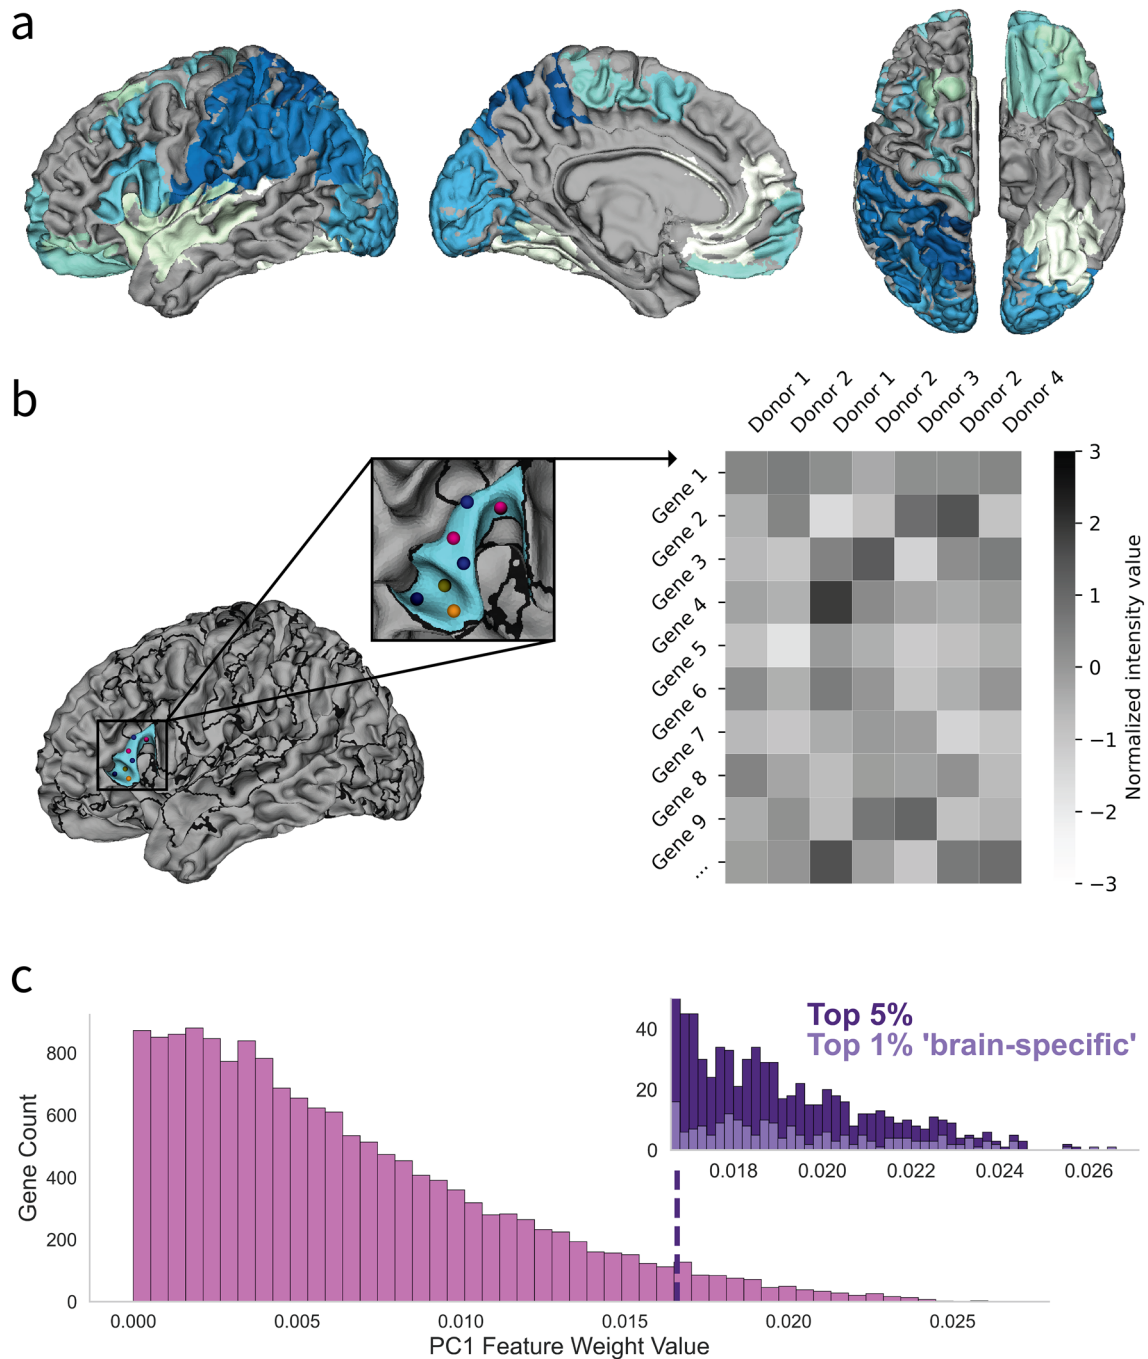 a
b
Donor 1
Donor 2
Donor 1
Donor 2
Donor 3
Donor 2
Donor 4
Gene 1
Gene 2
Gene 3
Gene 4
Gene 5
Gene 6
Gene 7
Gene 8
Gene 9
...
3
2
1
0
−1
−2
−3
Normalized intensity value
c
Top 5%
Top 1% 'brain-specific'
40
20
0
0.018 0.020 0.022 0.024 0.026
Gene Count
800
600
400
200
0
0.000 0.005 0.010 0.015 0.020 0.025
PC1 Feature Weight Value